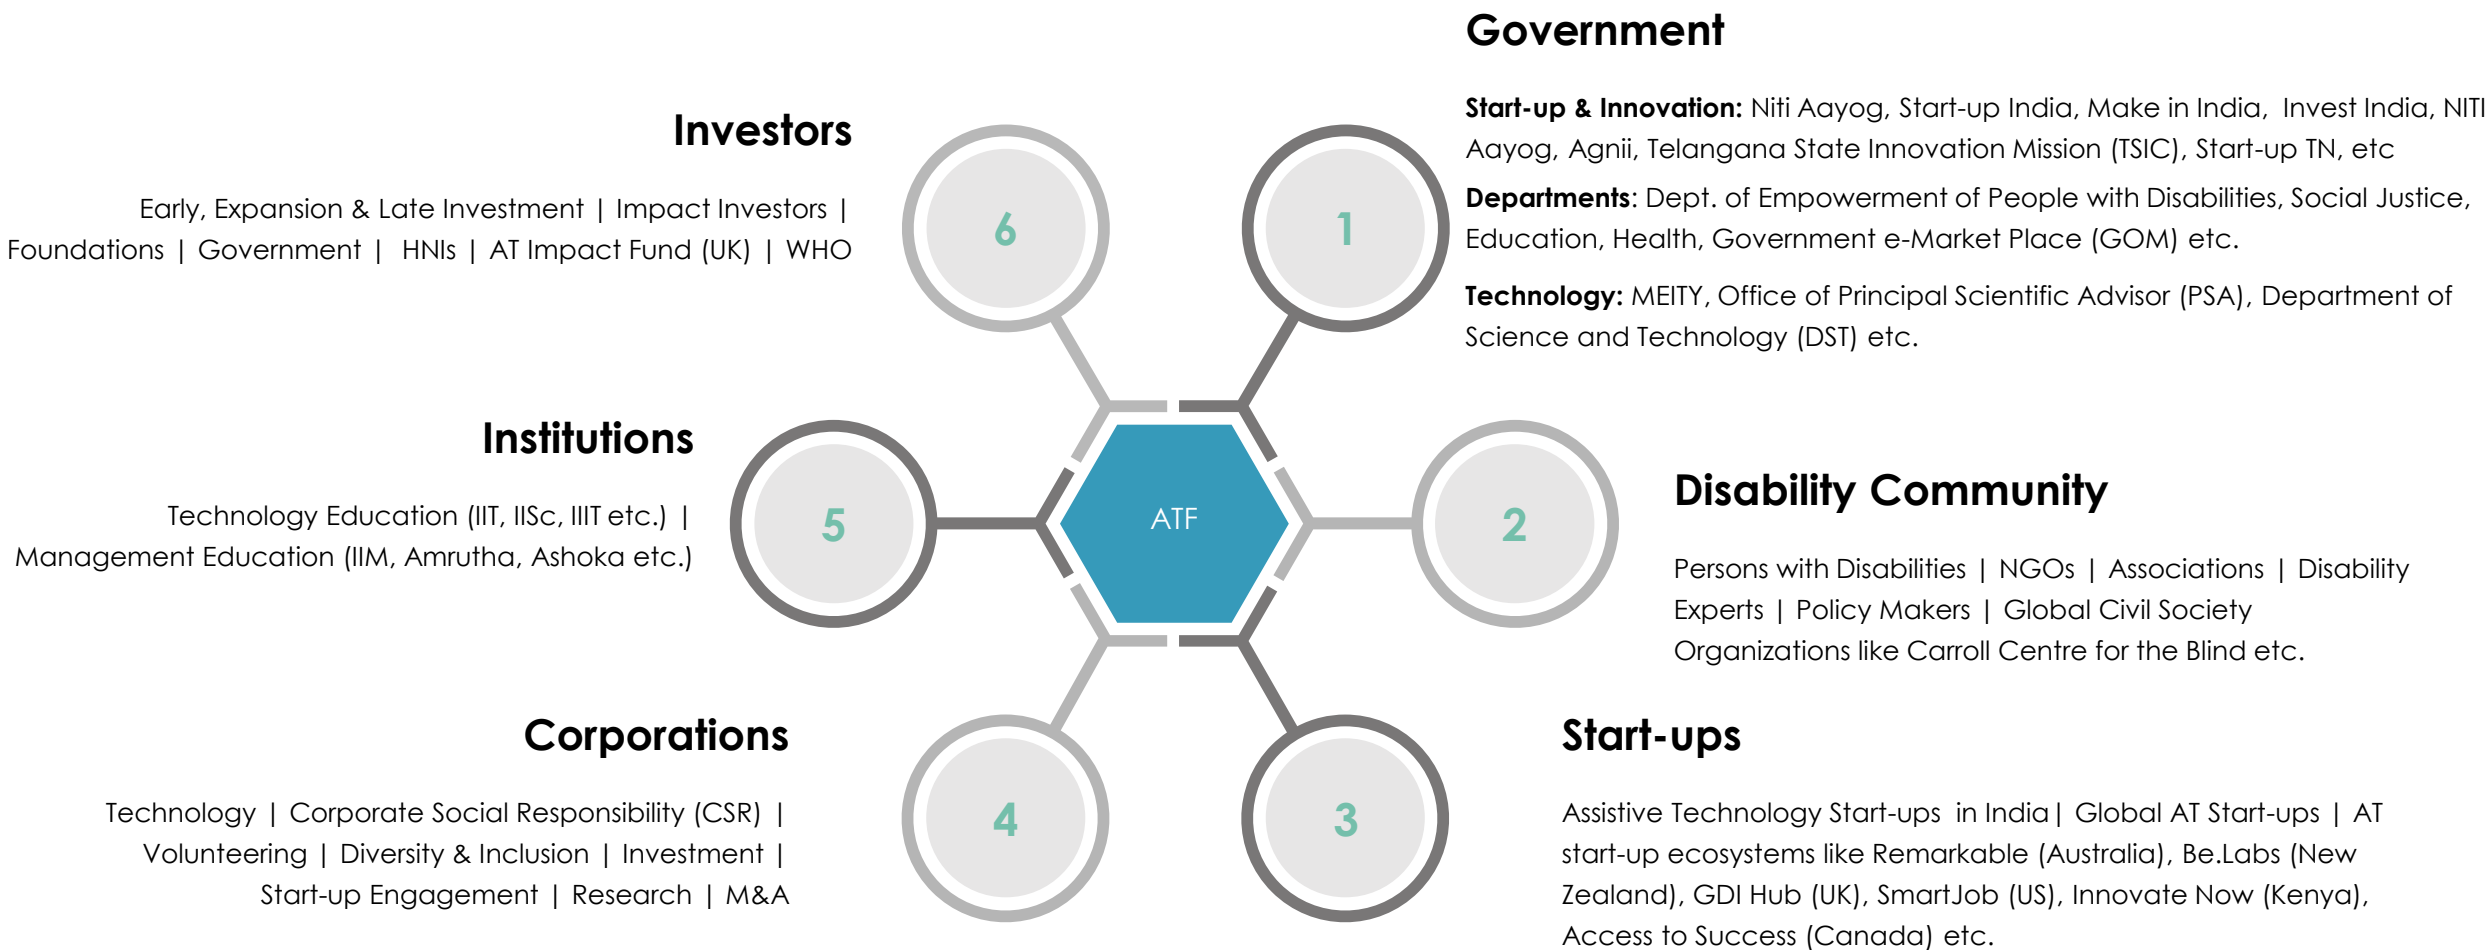 Government
Start-up & Innovation: Niti Aayog, Start-up India, Make in India, Invest India, NITI
Aayog, Agnii, Telangana State Innovation Mission (TSIC), Start-up TN, etc
Departments: Dept. of Empowerment of People with Disabilities, Social Justice,
Education, Health, Government e-Market Place (GOM) etc.
Technology: MEITY, Office of Principal Scientific Advisor (PSA), Department of
Science and Technology (DST) etc.
1
Disability Community
Persons with Disabilities | NGOs | Associations | Disability
Experts | Policy Makers | Global Civil Society
Organizations like Carroll Centre for the Blind etc.
2
Start-ups
Assistive Technology Start-ups in India| Global AT Start-ups | AT
start-up ecosystems like Remarkable (Australia), Be.Labs (New
Zealand), GDI Hub (UK), SmartJob (US), Innovate Now (Kenya),
Access to Success (Canada) etc.
3
Corporations
Technology | Corporate Social Responsibility (CSR) |
Volunteering | Diversity & Inclusion | Investment |
Start-up Engagement | Research | M&A
4
Institutions
Technology Education (IIT, IISc, IIIT etc.) |
Management Education (IIM, Amrutha, Ashoka etc.)
5
Investors
Early, Expansion & Late Investment | Impact Investors |
Foundations | Government | HNIs | AT Impact Fund (UK) | WHO
6
ATF